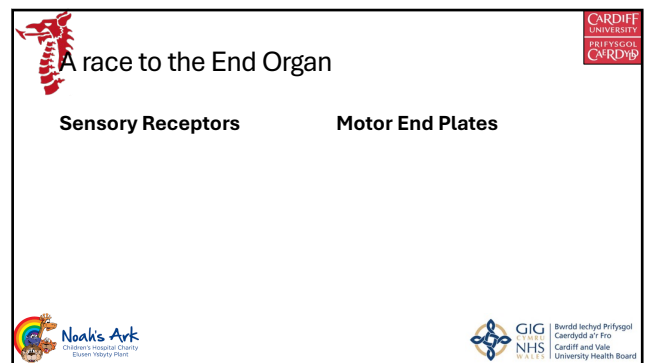 CARDIFF
UNIVERSITY
PRIFYSGOL
CAERDYDD
A race to the End Organ
Sensory Receptors
Motor End Plates
Noah's Ark
Children's Hospital Charity
Elusen Ysbyty Plant
GIG
CYMRU
NHS
WALES
Bwrdd Iechyd Prifysgol
Caerdydd a'r Fro
Cardiff and Vale
University Health Board